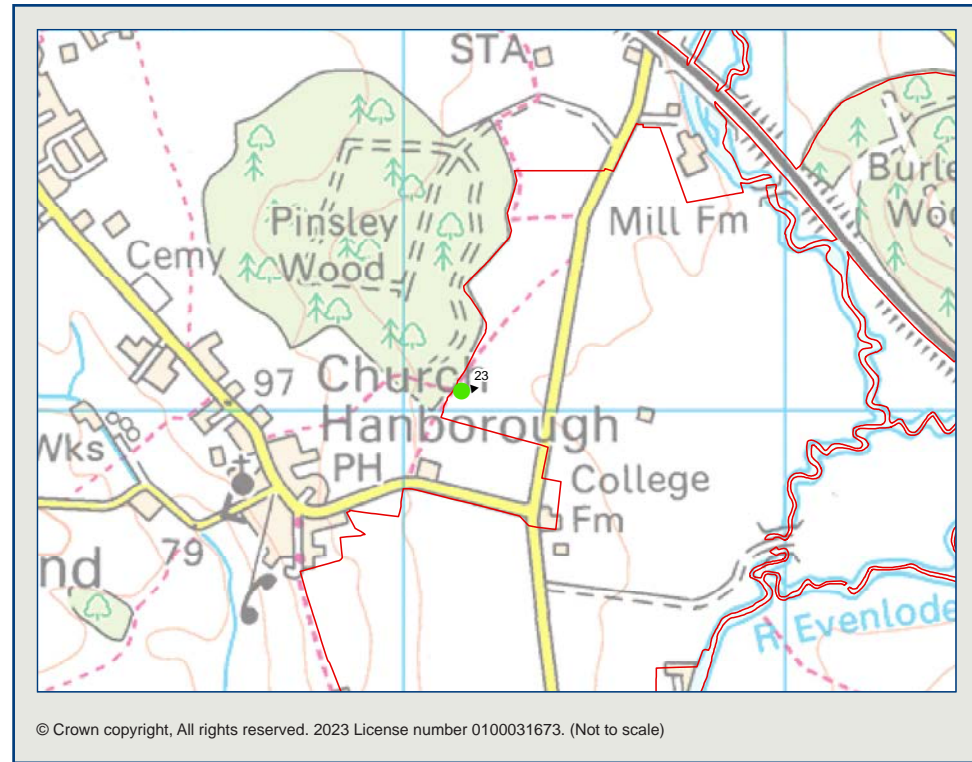 STA
Burle
Woo
Mill Fm
Pinsley
Wood
Cemy
23
97
Church
Hanborough
Wks
PH
College
Fm
79
nd
R Evenlode
© Crown copyright, All rights reserved. 2023 License number 0100031673. (Not to scale)